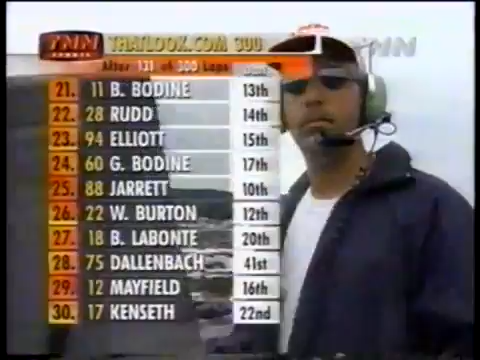 TNN SPORTS THATLOOK.COM 300 TNN
After 131 of 300 Laps
21. 11 B. BODINE 13th
22. 28 RUDD 14th
23. 94 ELLIOTT 15th
24. 60 G. BODINE 17th
25. 88 JARRETT 10th
26. 22 W. BURTON 12th
27. 18 B. LABONTE 20th
28. 75 DALLENBACH 41st
29. 12 MAYFIELD 16th
30. 17 KENSETH 22nd